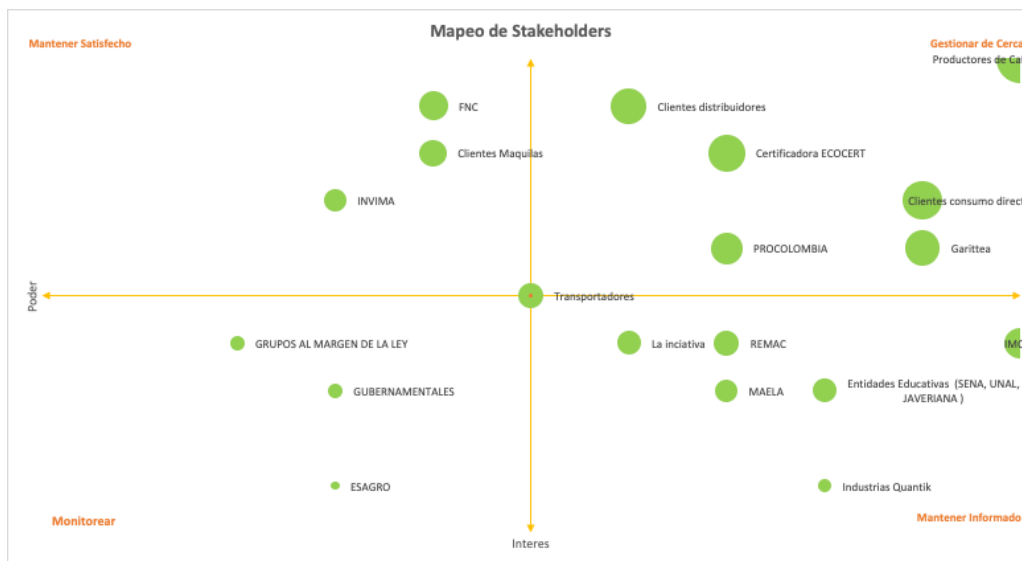 Mapeo de Stakeholders
Mantener Satisfecho
Gestionar de Cerca
Productores de Caf
FNC
Clientes distribuidores
Clientes Maquilas
Certificadora ECOCERT
INVIMA
Clientes consumo direct
PROCOLOMBIA
Garittea
Poder
Transportadores
GRUPOS AL MARGEN DE LA LEY
La inciativa
REMAC
IMC
GUBERNAMENTALES
MAELA
Entidades Educativas (SENA, UNAL,
JAVERIANA )
ESAGRO
Industrias Quantik
Monitorear
Mantener Informado
Interes